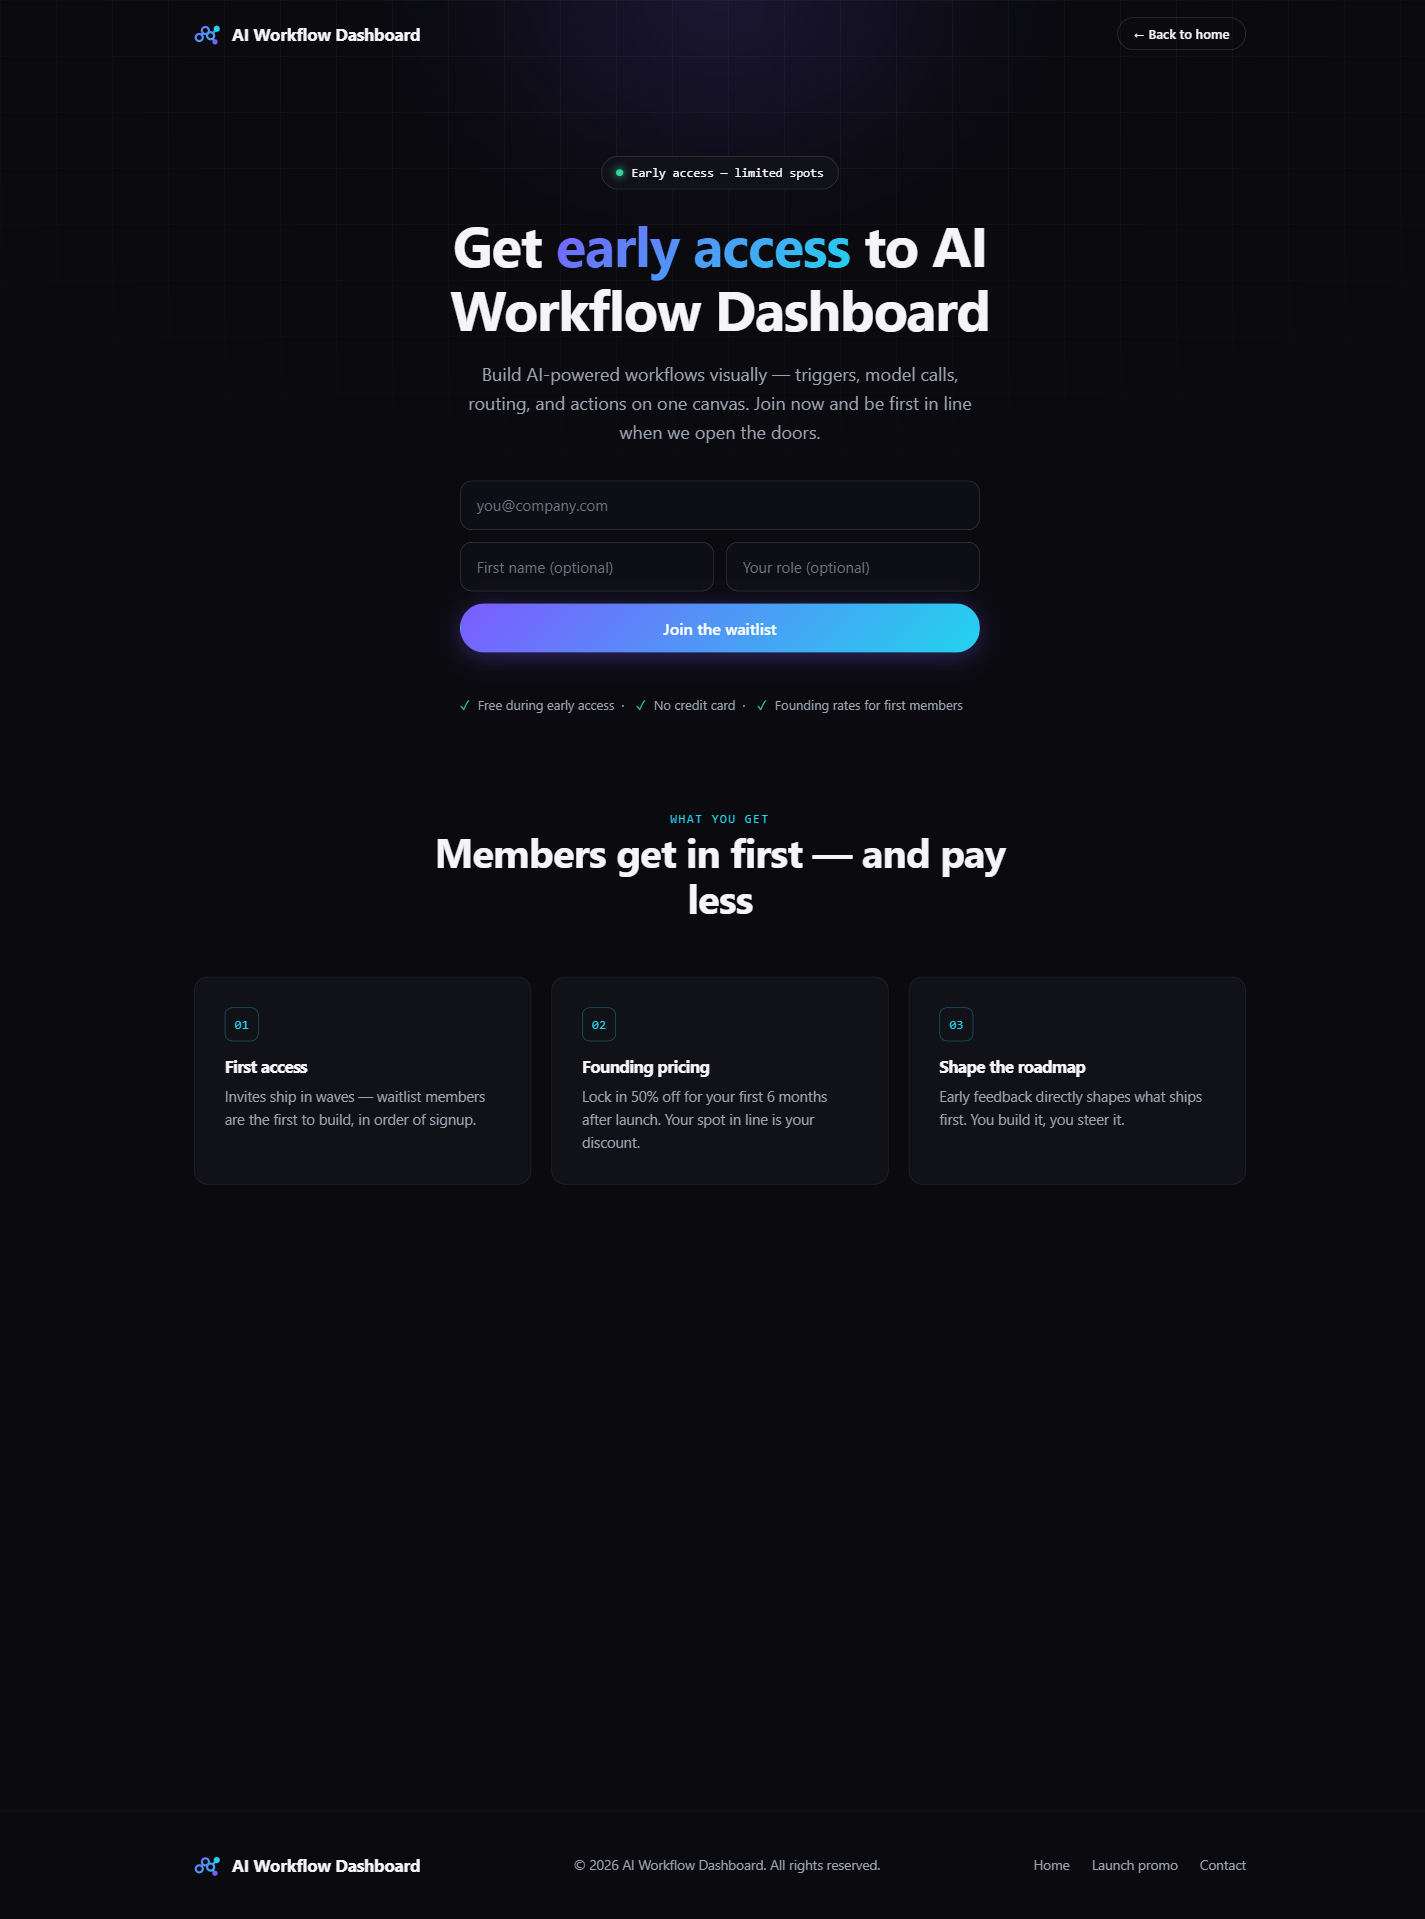 AI Workflow Dashboard
← Back to home
Early access — limited spots
Get early access to AI
Workflow Dashboard
Build AI-powered workflows visually — triggers, model calls,
routing, and actions on one canvas. Join now and be first in line
when we open the doors.
you@company.com
First name (optional)
Your role (optional)
Join the waitlist
✓ Free during early access · ✓ No credit card · ✓ Founding rates for first members
WHAT YOU GET
Members get in first — and pay
less
01
First access
Invites ship in waves — waitlist members
are the first to build, in order of signup.
02
Founding pricing
Lock in 50% off for your first 6 months
after launch. Your spot in line is your
discount.
03
Shape the roadmap
Early feedback directly shapes what ships
first. You build it, you steer it.
AI Workflow Dashboard
© 2026 AI Workflow Dashboard. All rights reserved.
Home
Launch promo
Contact